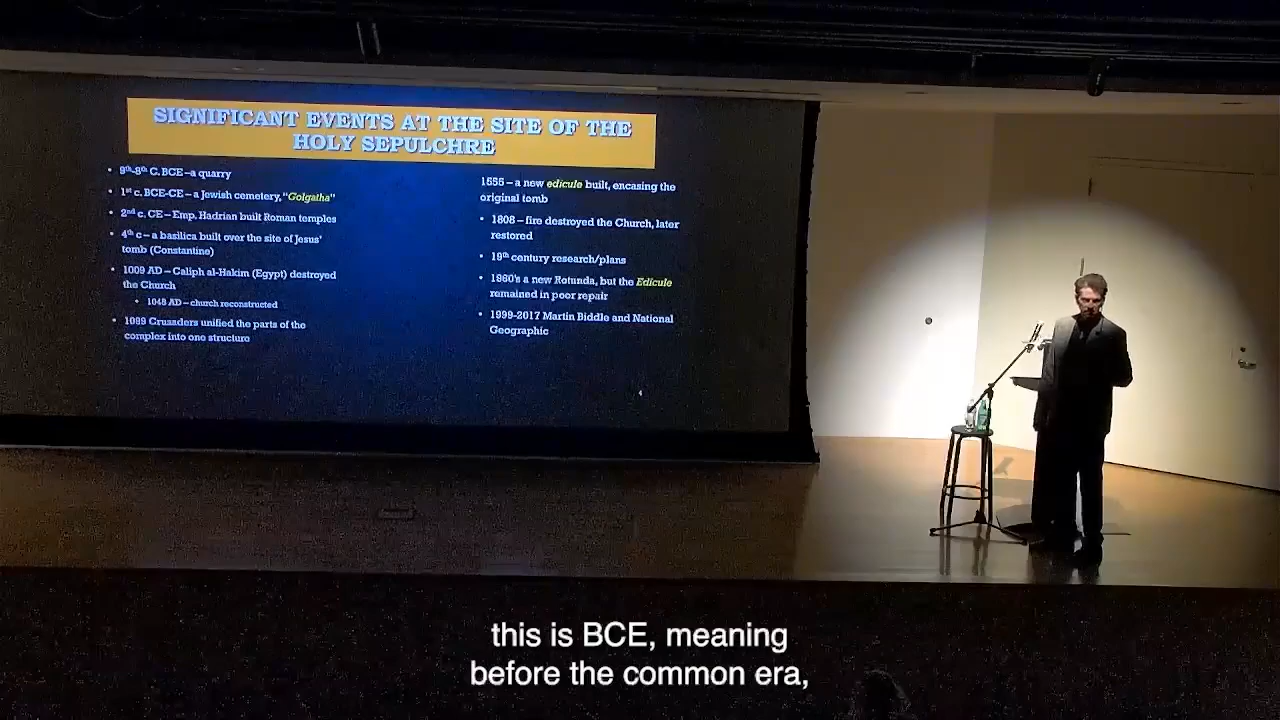 SIGNIFICANT EVENTS AT THE SITE OF THE
HOLY SEPULCHRE
• 9th-8th C. BCE – a quarry
• 1st c. BCE-CE – a Jewish cemetery, "Golgatha"
• 2nd c. CE – Emp. Hadrian built Roman temples
• 4th c – a basilica built over the site of Jesus'
tomb (Constantine)
• 1009 AD – Caliph al-Hakim (Egypt) destroyed
the Church
• 1048 AD – church reconstructed
• 1099 Crusaders unified the parts of the
complex into one structure
1555 – a new edicule built, encasing the
original tomb
• 1808 – fire destroyed the Church, later
restored
• 19th century research/plans
• 1960's a new Rotunda, but the Edicule
remained in poor repair
• 1999-2017 Martin Biddle and National
Geographic
4
this is BCE, meaning
before the common era,